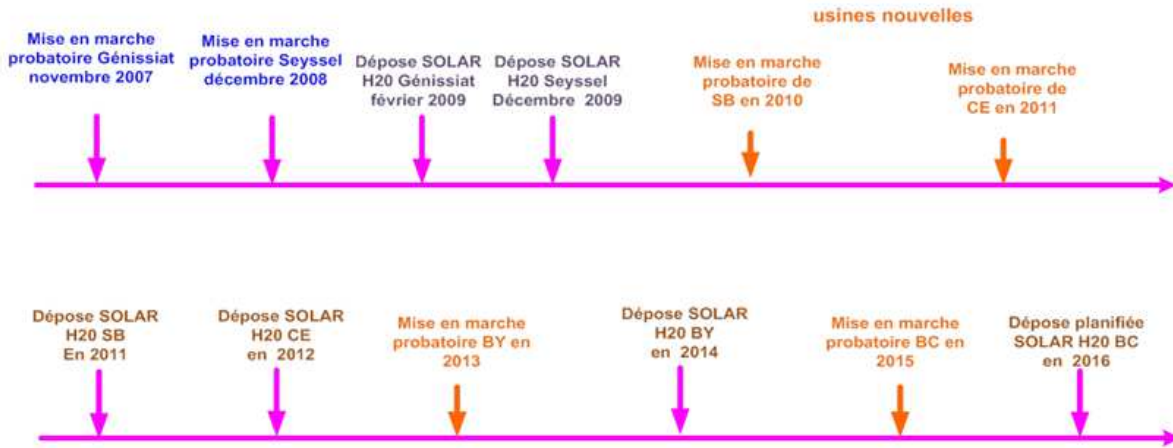 usines nouvelles
Mise en marche
probatoire Génissiat
novembre 2007
Mise en marche
probatoire Seyssel
décembre 2008
Dépose SOLAR
H20 Génissiat
février 2009
Dépose SOLAR
H20 Seyssel
Décembre 2009
Mise en marche
probatoire de
SB en 2010
Mise en marche
probatoire de
CE en 2011
Dépose SOLAR
H20 SB
En 2011
Dépose SOLAR
H20 CE
en 2012
Mise en marche
probatoire BY en
2013
Dépose SOLAR
H20 BY
en 2014
Mise en marche
probatoire BC en
2015
Dépose planifiée
SOLAR H20 BC
en 2016